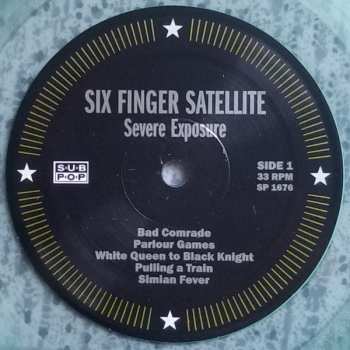 SIX FINGER SATELLITE
Severe Exposure
SUB
POP
SIDE 1
33 RPM
SP 1676
Bad Comrade
Parlour Games
White Queen to Black Knight
Pulling a Train
Simian Fever